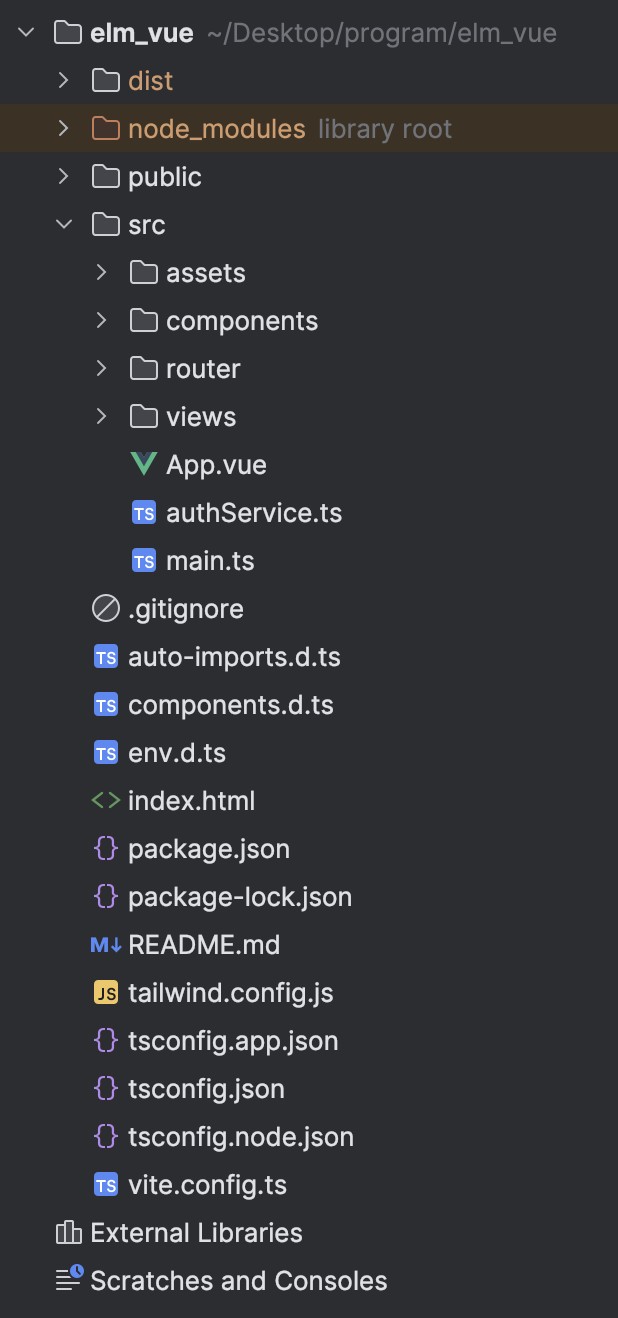 elm_vue ~/Desktop/program/elm_vue
dist
node_modules library root
public
src
assets
components
router
views
App.vue
TS authService.ts
TS main.ts
.gitignore
TS auto-imports.d.ts
TS components.d.ts
TS env.d.ts
<> index.html
{} package.json
{} package-lock.json
M↓ README.md
JS tailwind.config.js
{} tsconfig.app.json
{} tsconfig.json
{} tsconfig.node.json
TS vite.config.ts
External Libraries
Scratches and Consoles